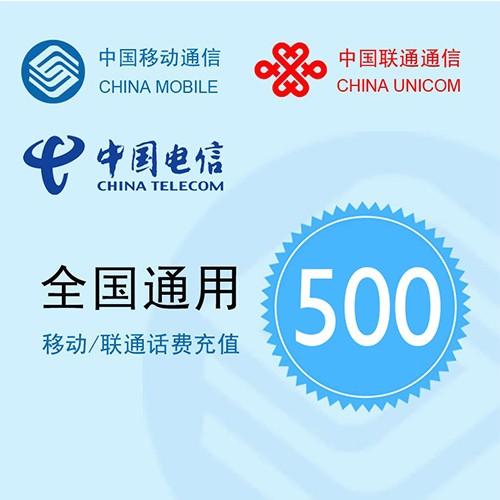 中国移动通信
CHINA MOBILE
中国联通通信
CHINA UNICOM
中国电信
CHINA TELECOM
全国通用
移动/联通话费充值
500